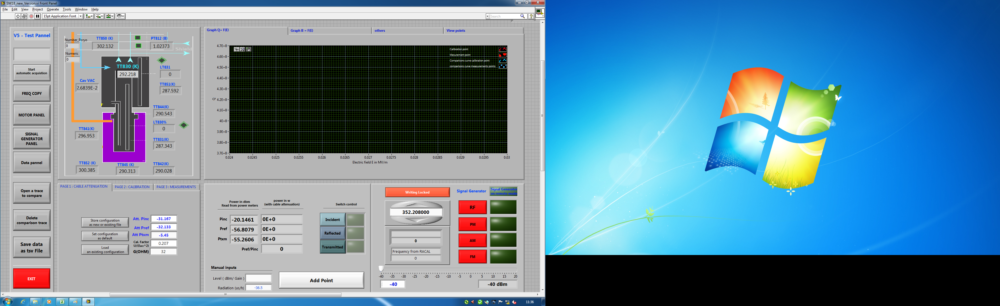 SM18_new_Version.vi Front Panel
File Edit View Project Operate Tools Window Help
15pt Application Font
Search
V5 - Test Pannel
Start
automatic acquistion
FREQ COPY
MOTOR PANEL
SIGNAL
GENERATOR
PANEL
Data pannel
Open a trace
to compare
Delete
comparison trace
Save data
as tsv File
EXIT
Number_Pcryo
0
Numeric
0
TT850 (K)
302.132
PT812 (B)
1.02373
Shield
TT830 (K)
292.218
LT831
0
Cav VAC
2.6839E-2
TT851(K)
287.592
TT844(K)
290.543
LT830%
0
TT841(K)
296.953
TT831(K)
287.343
TT852 (K)
300.385
TT845 (K)
290.313
TT842(K)
290.028
Graph Q= F(E)
Graph B = F(E)
others
View points
Calibration point
Mesurement point
Comparisons curve calibration point
comparisons curve measurements points
Q
4.7E+8
4.6E+8
4.5E+8
4.4E+8
4.3E+8
4.2E+8
4.1E+8
4E+8
3.9E+8
3.8E+8
3.7E+8
0.024 0.0245 0.025 0.0255 0.026 0.0265 0.027 0.0275 0.028 0.0285 0.029 0.0295 0.03
Electric field E in MV/m
PAGE 1 : CABLE ATTENUATION
PAGE 2 : CALIBRATION
PAGE 3 : MEASUREMENTS
Store configuration
as new or existing file
Set configuration
as default
Load
an existing configuration
Att. Pinc -31.167
Att Pref -32.133
Att Ptxm -5.45
Cal. Factor
U/(Eacc^2)
0.207
G(OHM) 32
Power in dbm
Read from power meters
power in w
(with cable attenuation)
Switch control
Pinc -20.1461 0E+0
Pref -56.8079 0E+0
Ptxm -55.2606 0E+0
Pref/Pinc 0
Incident
Reflected
Transmitted
Manual inputs
Level ( dBm/ Gain )
Radiation (us/h) -36.5
Add Point
Writing Locked
352.208000
0
Frequency from RACAL
0
Signal Generator
Signal Generator
on remote mode
RF
PM
AM
FM
-40 -35 -30 -25 -20 -15 -10 -5 0 5 10 15 20
-40
-40 dBm
11:36